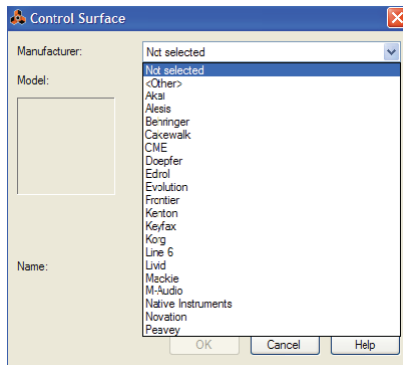 Control Surface
Manufacturer:
Not selected
Not selected
<Other>
Akai
Alesis
Behringer
Cakewalk
CME
Doepfer
Edirol
Evolution
Frontier
Kenton
Keyfax
Korg
Line 6
Livid
Mackie
M-Audio
Native Instruments
Novation
Peavey
Model:
Name:
OK
Cancel
Help